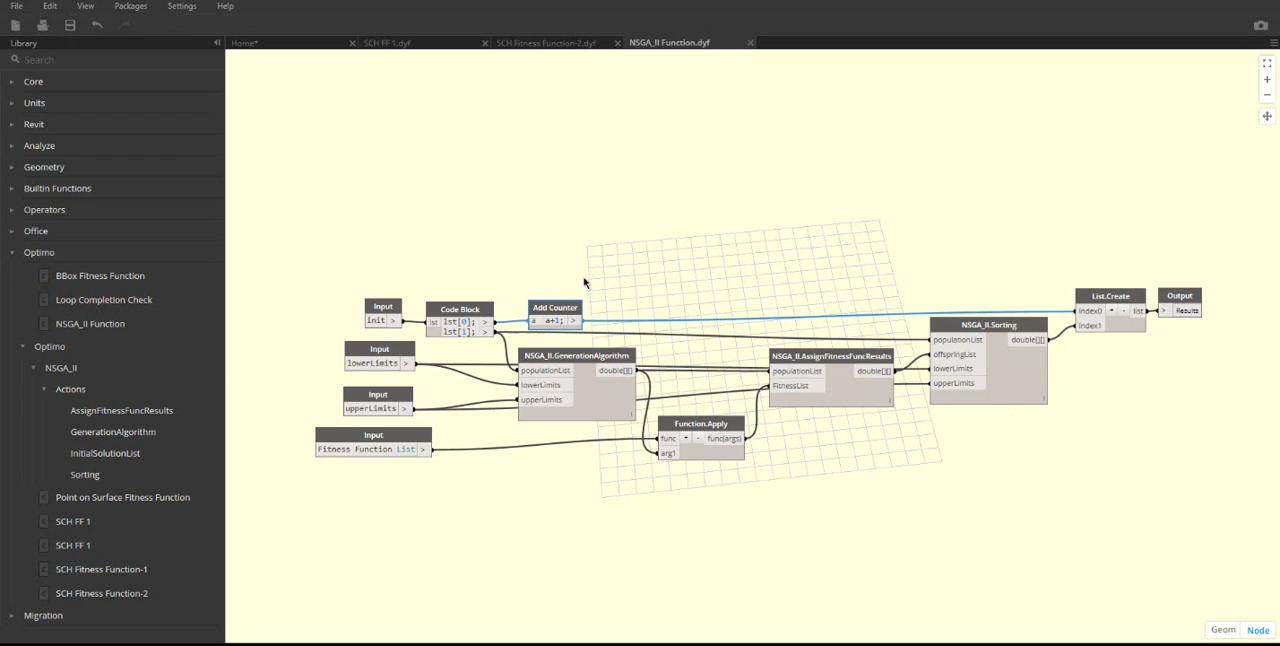 File Edit View Packages Settings Help
Library
Home*
SCH FF 1.dyf
SCH Fitness Function-2.dyf
NSGA_II Function.dyf
Search
Core
Units
Revit
Analyze
Geometry
BuiltIn Functions
Operators
Office
Optimo
BBox Fitness Function
Loop Completion Check
NSGA_II Function
Optimo
NSGA_II
Actions
AssignFitnessFuncResults
GenerationAlgorithm
InitialSolutionList
Sorting
Point on Surface Fitness Function
SCH FF 1
SCH FF 1
SCH Fitness Function-1
SCH Fitness Function-2
Migration
Input
init >
Code Block
lst lst[0]; >
lst[1]; >
Add Counter
a a+1; >
Input
lowerLimits >
Input
upperLimits >
Input
Fitness Function List >
NSGA_II.GenerationAlgorithm
populationList double[][]
lowerLimits
upperLimits
Function.Apply
func + - func(args)
arg1
NSGA_II.AssignFitnessFuncResults
populationList double[][]
FitnessList
NSGA_II.Sorting
populationList double[][]
offspringList
lowerLimits
upperLimits
List.Create
index0 + - list
index1
Output
> Results
Geom Node